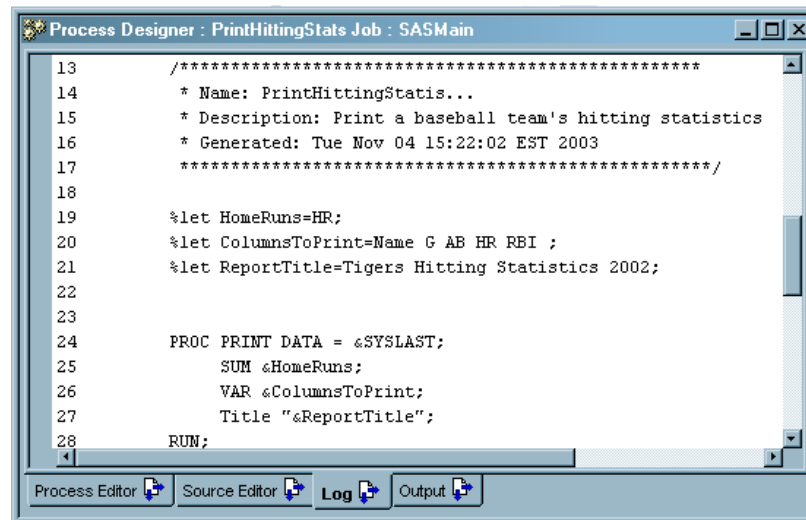 Process Designer : PrintHittingStats Job : SASMain
13 /***************************************************
14 * Name: PrintHittingStatis...
15 * Description: Print a baseball team's hitting statistics
16 * Generated: Tue Nov 04 15:22:02 EST 2003
17 ****************************************************/
18
19 %let HomeRuns=HR;
20 %let ColumnsToPrint=Name G AB HR RBI ;
21 %let ReportTitle=Tigers Hitting Statistics 2002;
22
23
24 PROC PRINT DATA = &SYSLAST;
25 SUM &HomeRuns;
26 VAR &ColumnsToPrint;
27 Title "&ReportTitle";
28 RUN;
Process Editor Source Editor Log Output